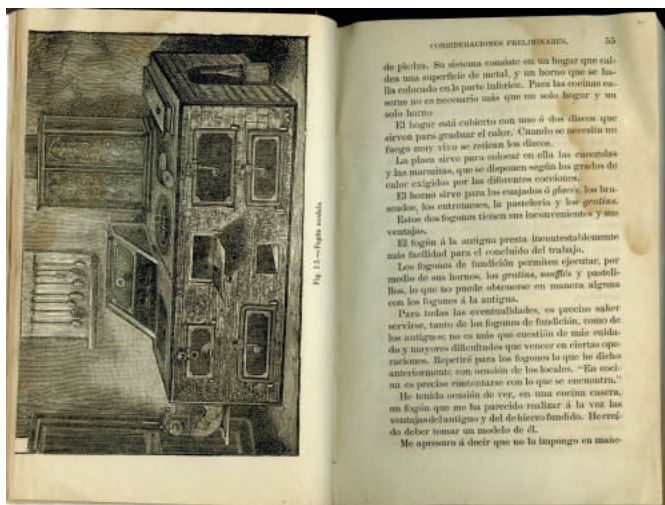 Fig. 13.—Fogón modelo.
CONSIDERACIONES PRELIMINARES. 55
de piedra. Su sistema consiste en un hogar que cal-
dea una superficie de metal, y un horno que se ha-
lla colocado en la parte inferior. Para las cocinas ca-
seras no es necesario más que un solo hogar y un
solo horno
El hogar está cubierto con uno ó dos discos que
sirven para graduar el calor. Cuando se necesita un
fuego muy vivo se retiran los discos.
La placa sirve para colocar en ella las cacerolas
y las marmitas, que se disponen según los grados de
calor exigidos por las diferentes cocciones.
El horno sirve para los cuajados ó glacés, los bra-
seados, los entremeses, la pastelería y los gratins.
Estos dos fogones tienen sus inconvenientes y sus
ventajas.
El fogón á la antigua presta incontestablemente
más facilidad para el concluido del trabajo.
Los fogones de fundición permiten ejecutar, por
medio de sus hornos, los gratins, soufflés y pasteli-
llos, lo que no puede obtenerse en manera alguna
con los fogones á la antigua.
Para todas las eventualidades, es preciso saber
servirse, tanto de los fogones de fundición, como de
los antiguos; no es más que cuestión de más cuida-
do y mayores dificultades que vencer en ciertas ope-
raciones. Repetiré para los fogones lo que he dicho
anteriormente con ocasión de los locales. "En coci-
na es preciso contentarse con lo que se encuentra."
He tenido ocasión de ver, en una cocina casera,
un fogón que me ha parecido realizar á la vez las
ventajas del antiguo y del de hierro fundido. He creí-
do deber tomar un modelo de él.
Me apresuro á decir que no lo impongo en mane-